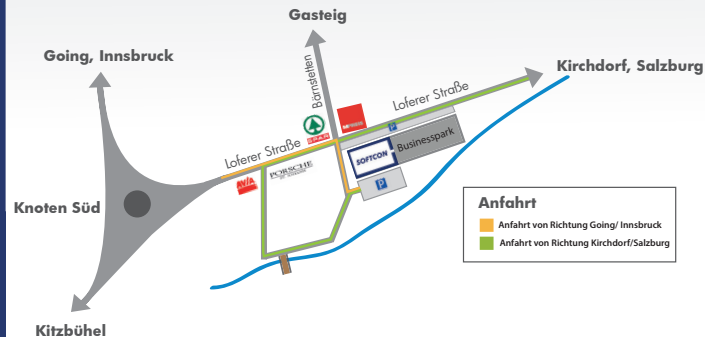 Gasteig
Going, Innsbruck
Kirchdorf, Salzburg
Bärnstetten
Loferer Straße
SPAR
Loferer Straße
P
Businesspark
SOFTCON
PORSCHE
AVIA
P
Knoten Süd
Anfahrt
Anfahrt von Richtung Going/ Innsbruck
Anfahrt von Richtung Kirchdorf/Salzburg
Kitzbühel